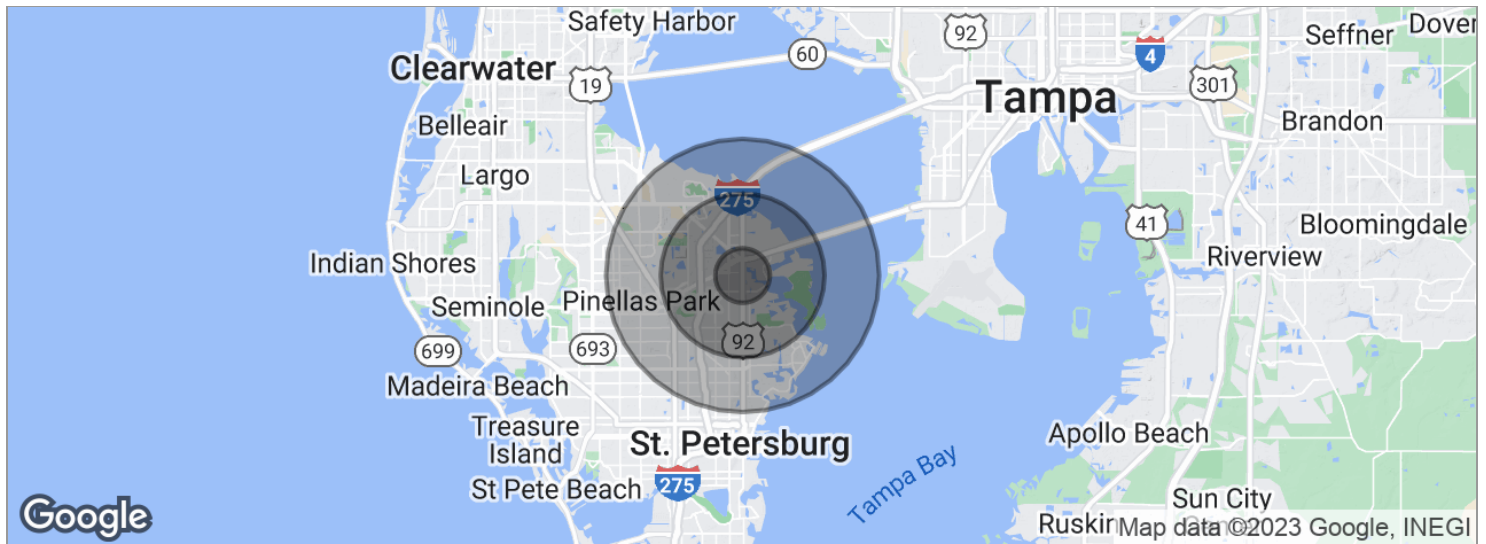 Safety Harbor
92
Seffner
Dover
60
4
Clearwater
19
301
Tampa
Belleair
Brandon
Largo
275
41
Bloomingdale
Indian Shores
Riverview
Seminole
Pinellas Park
92
699
693
Madeira Beach
Treasure
Island
St. Petersburg
Apollo Beach
Tampa Bay
St Pete Beach
275
Sun City
Center
Ruskin
Google
Map data ©2023 Google, INEGI